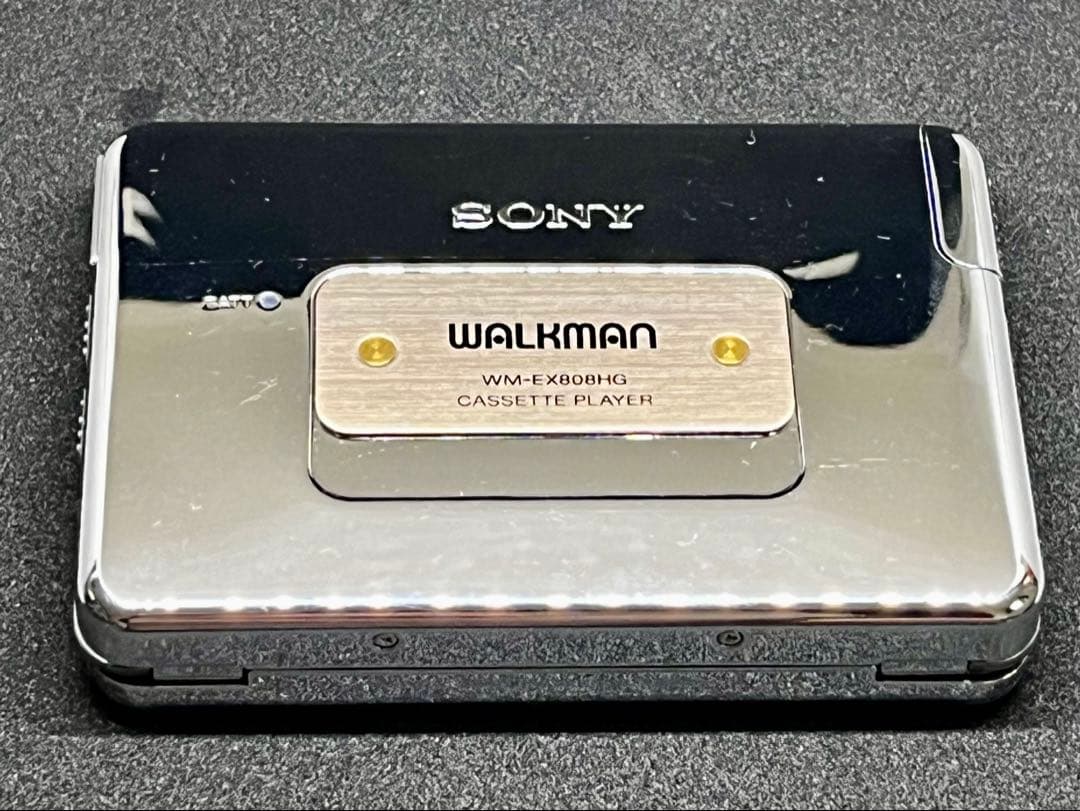 SONY
BATT
WALKMAN
WM-EX808HG
CASSETTE PLAYER